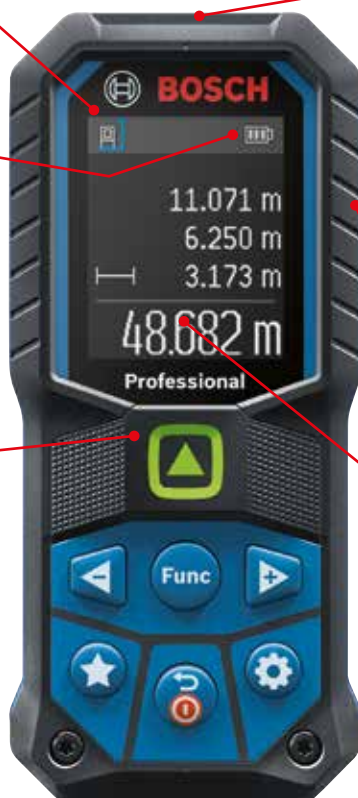 BOSCH
11.071 m
6.250 m
3.173 m
48.682 m
Professional
Func